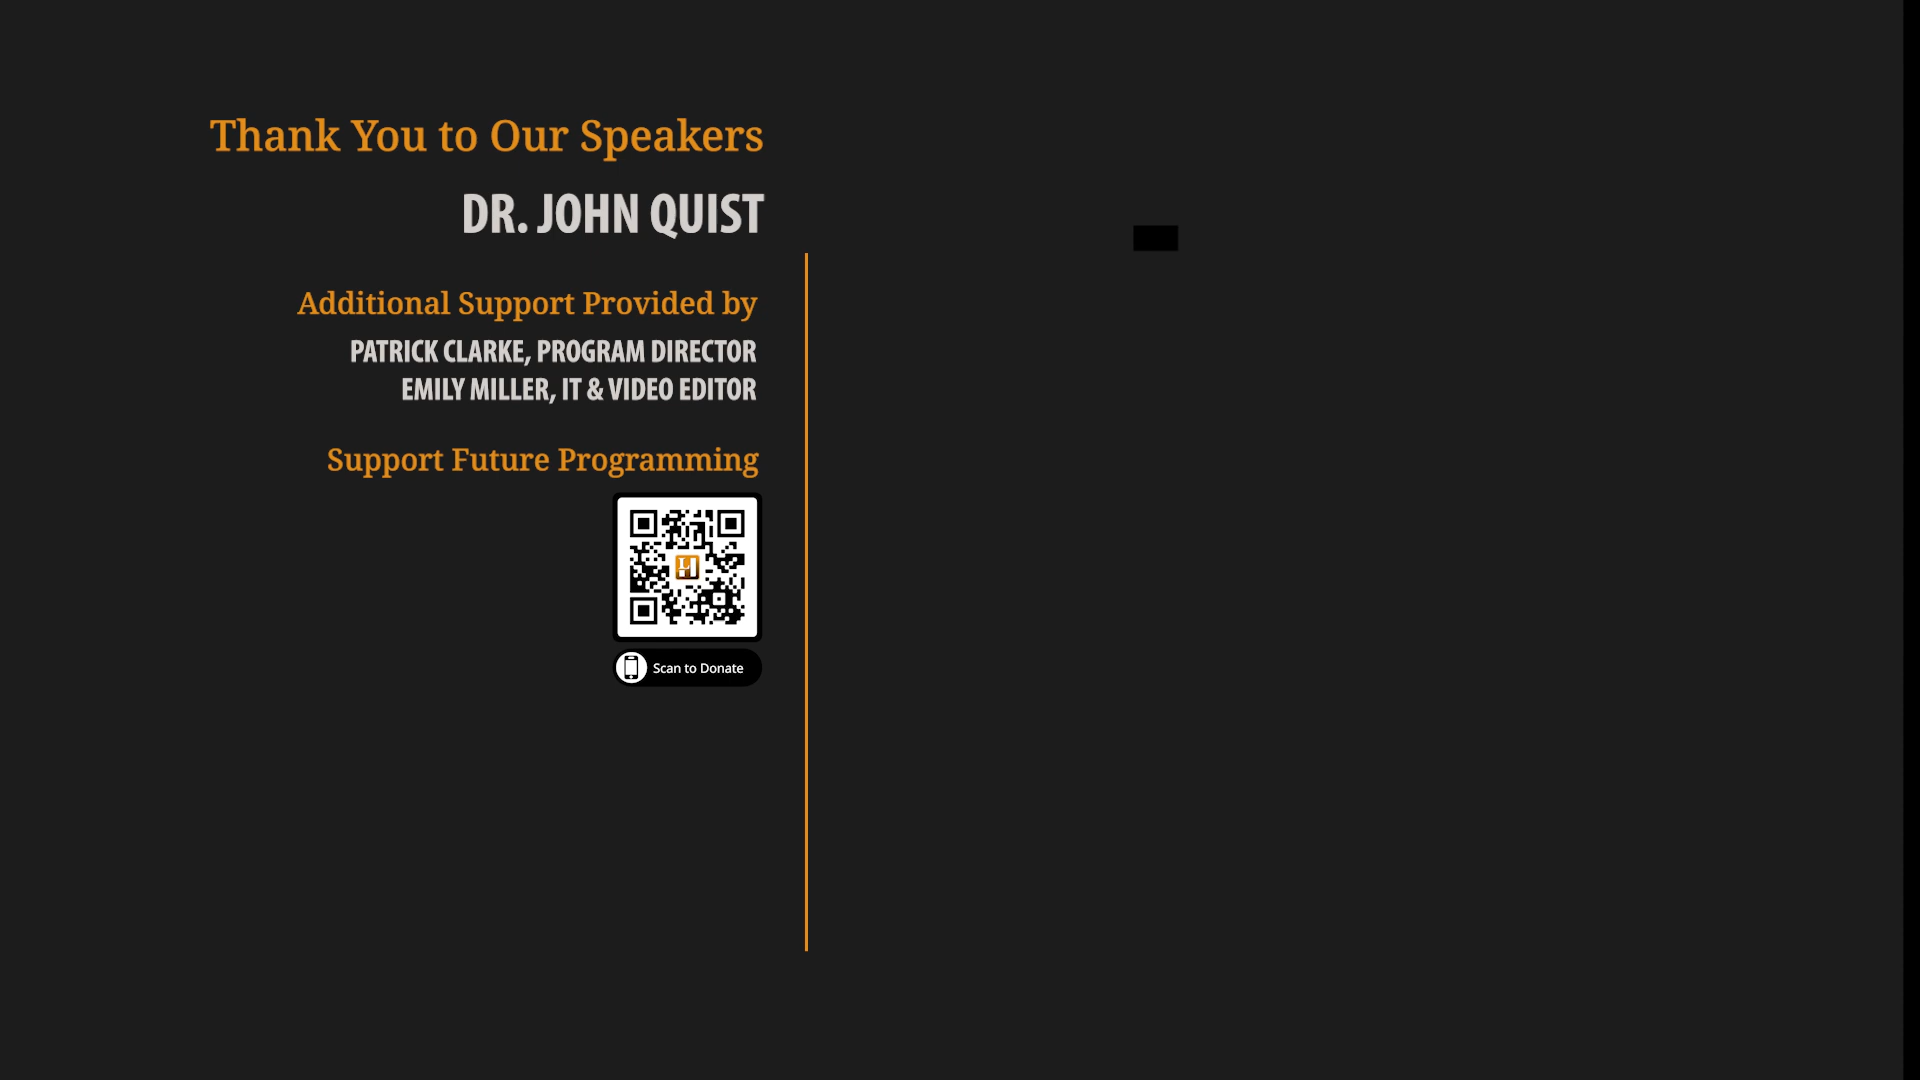 Thank You to Our Speakers
DR. JOHN QUIST
Additional Support Provided by
PATRICK CLARKE, PROGRAM DIRECTOR
EMILY MILLER, IT & VIDEO EDITOR
Support Future Programming
LH
Scan to Donate